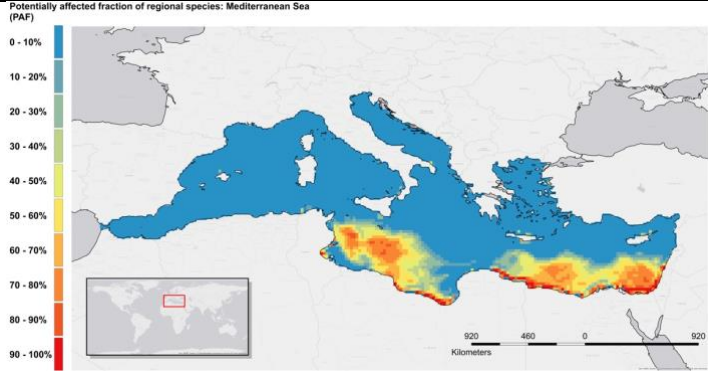 Potentially affected fraction of regional species: Mediterranean Sea
(PAF)
0 - 10%
10 - 20%
20 - 30%
30 - 40%
40 - 50%
50 - 60%
60 - 70%
70 - 80%
80 - 90%
90 - 100%
920 460 0 920
Kilometers